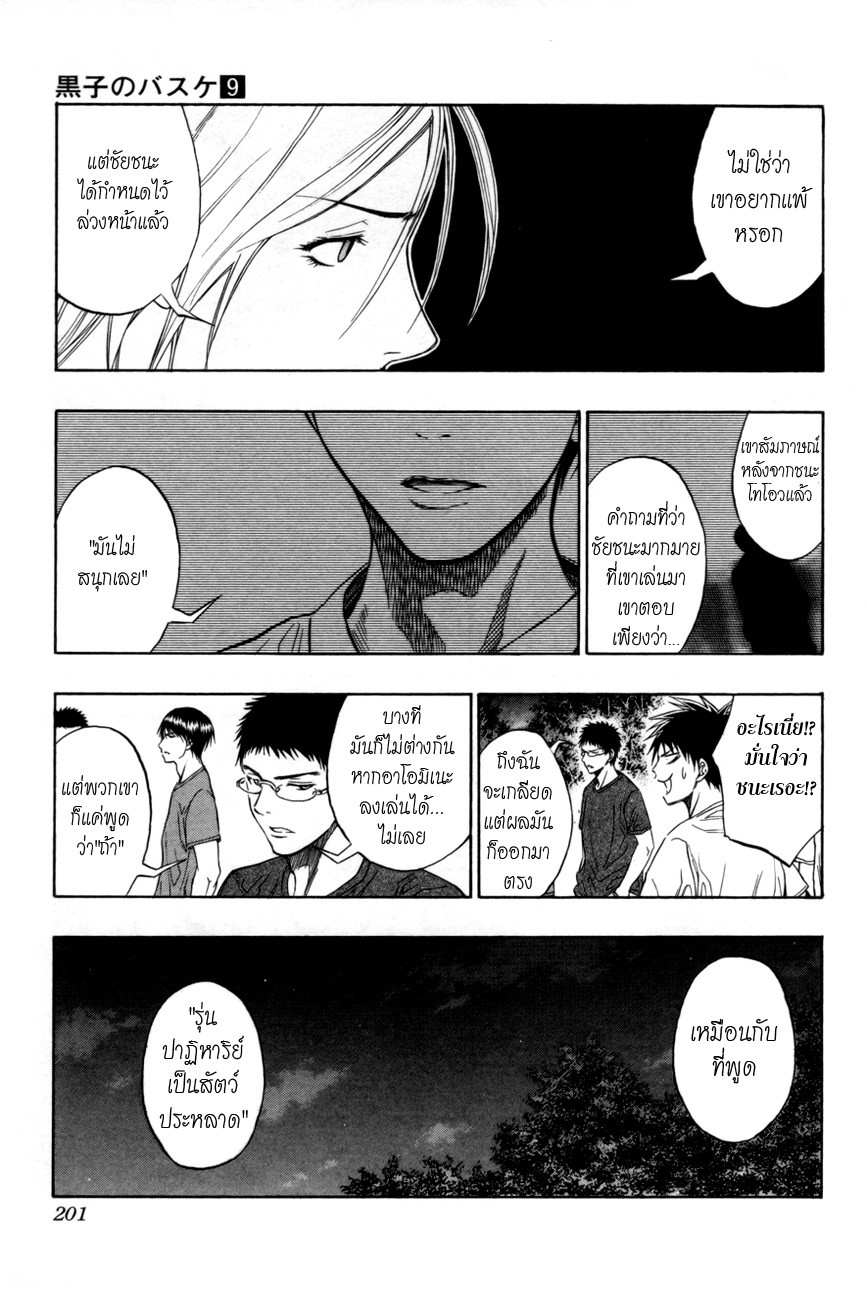 黒子のバスケ 9
ไม่ใช่ว่า
เขาอยากแพ้
หรอก
แต่ชัยชนะ
ได้กำหนดไว้
ล่วงหน้าแล้ว
เขาสัมภาษณ์
หลังจากชนะ
โทโอวแล้ว
คำถามที่ว่า
ชัยชนะมากมาย
ที่เขาเล่นมา
เขาตอบ
เพียงว่า...
"มันไม่
สนุกเลย"
อะไรเนี่ย!?
มั่นใจว่า
ชนะเรอะ!?
ถึงฉัน
จะเกลียด
แต่ผลมัน
ก็ออกมา
ตรง
บางที
มันก็ไม่ต่างกัน
หากอาโอมิเนะ
ลงเล่นได้...
ไม่เลย
แต่พวกเขา
ก็แค่พูด
ว่า"ถ้า"
เหมือนกับ
ที่พูด
"รุ่น
ปาฏิหาริย์
เป็นสัตว์
ประหลาด"
201